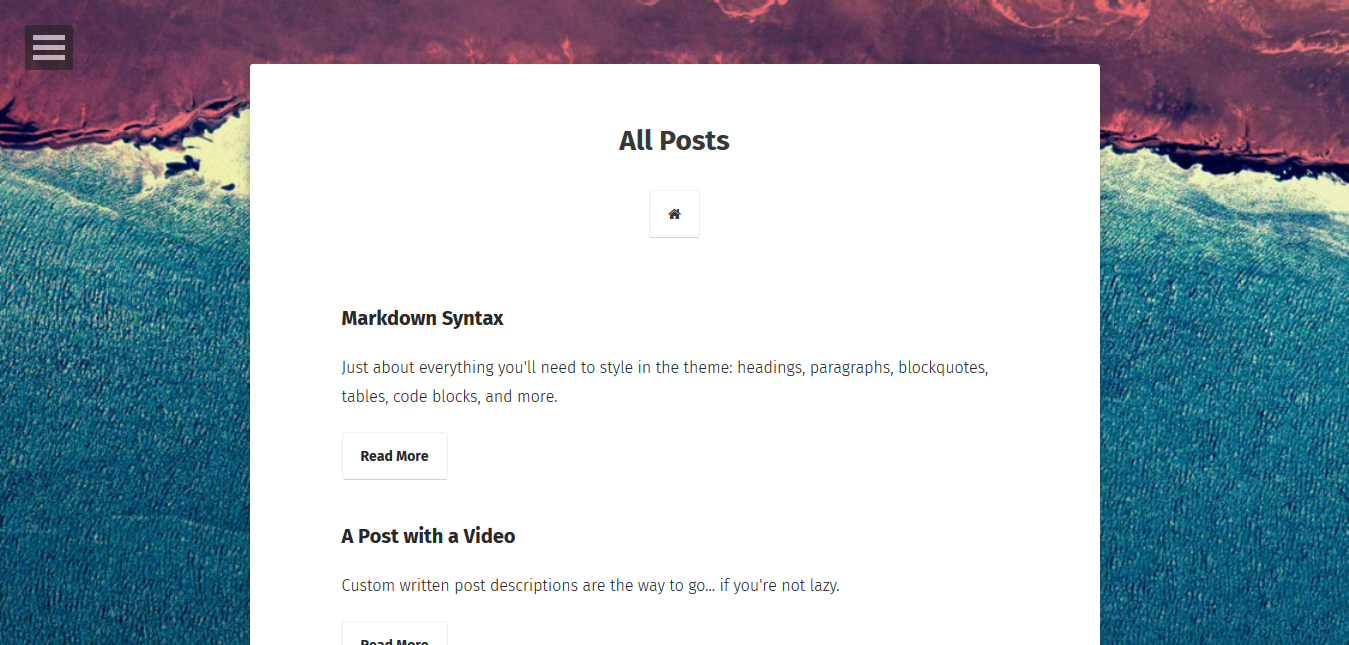 All Posts
Markdown Syntax
Just about everything you'll need to style in the theme: headings, paragraphs, blockquotes,
tables, code blocks, and more.
Read More
A Post with a Video
Custom written post descriptions are the way to go... if you're not lazy.
Read More